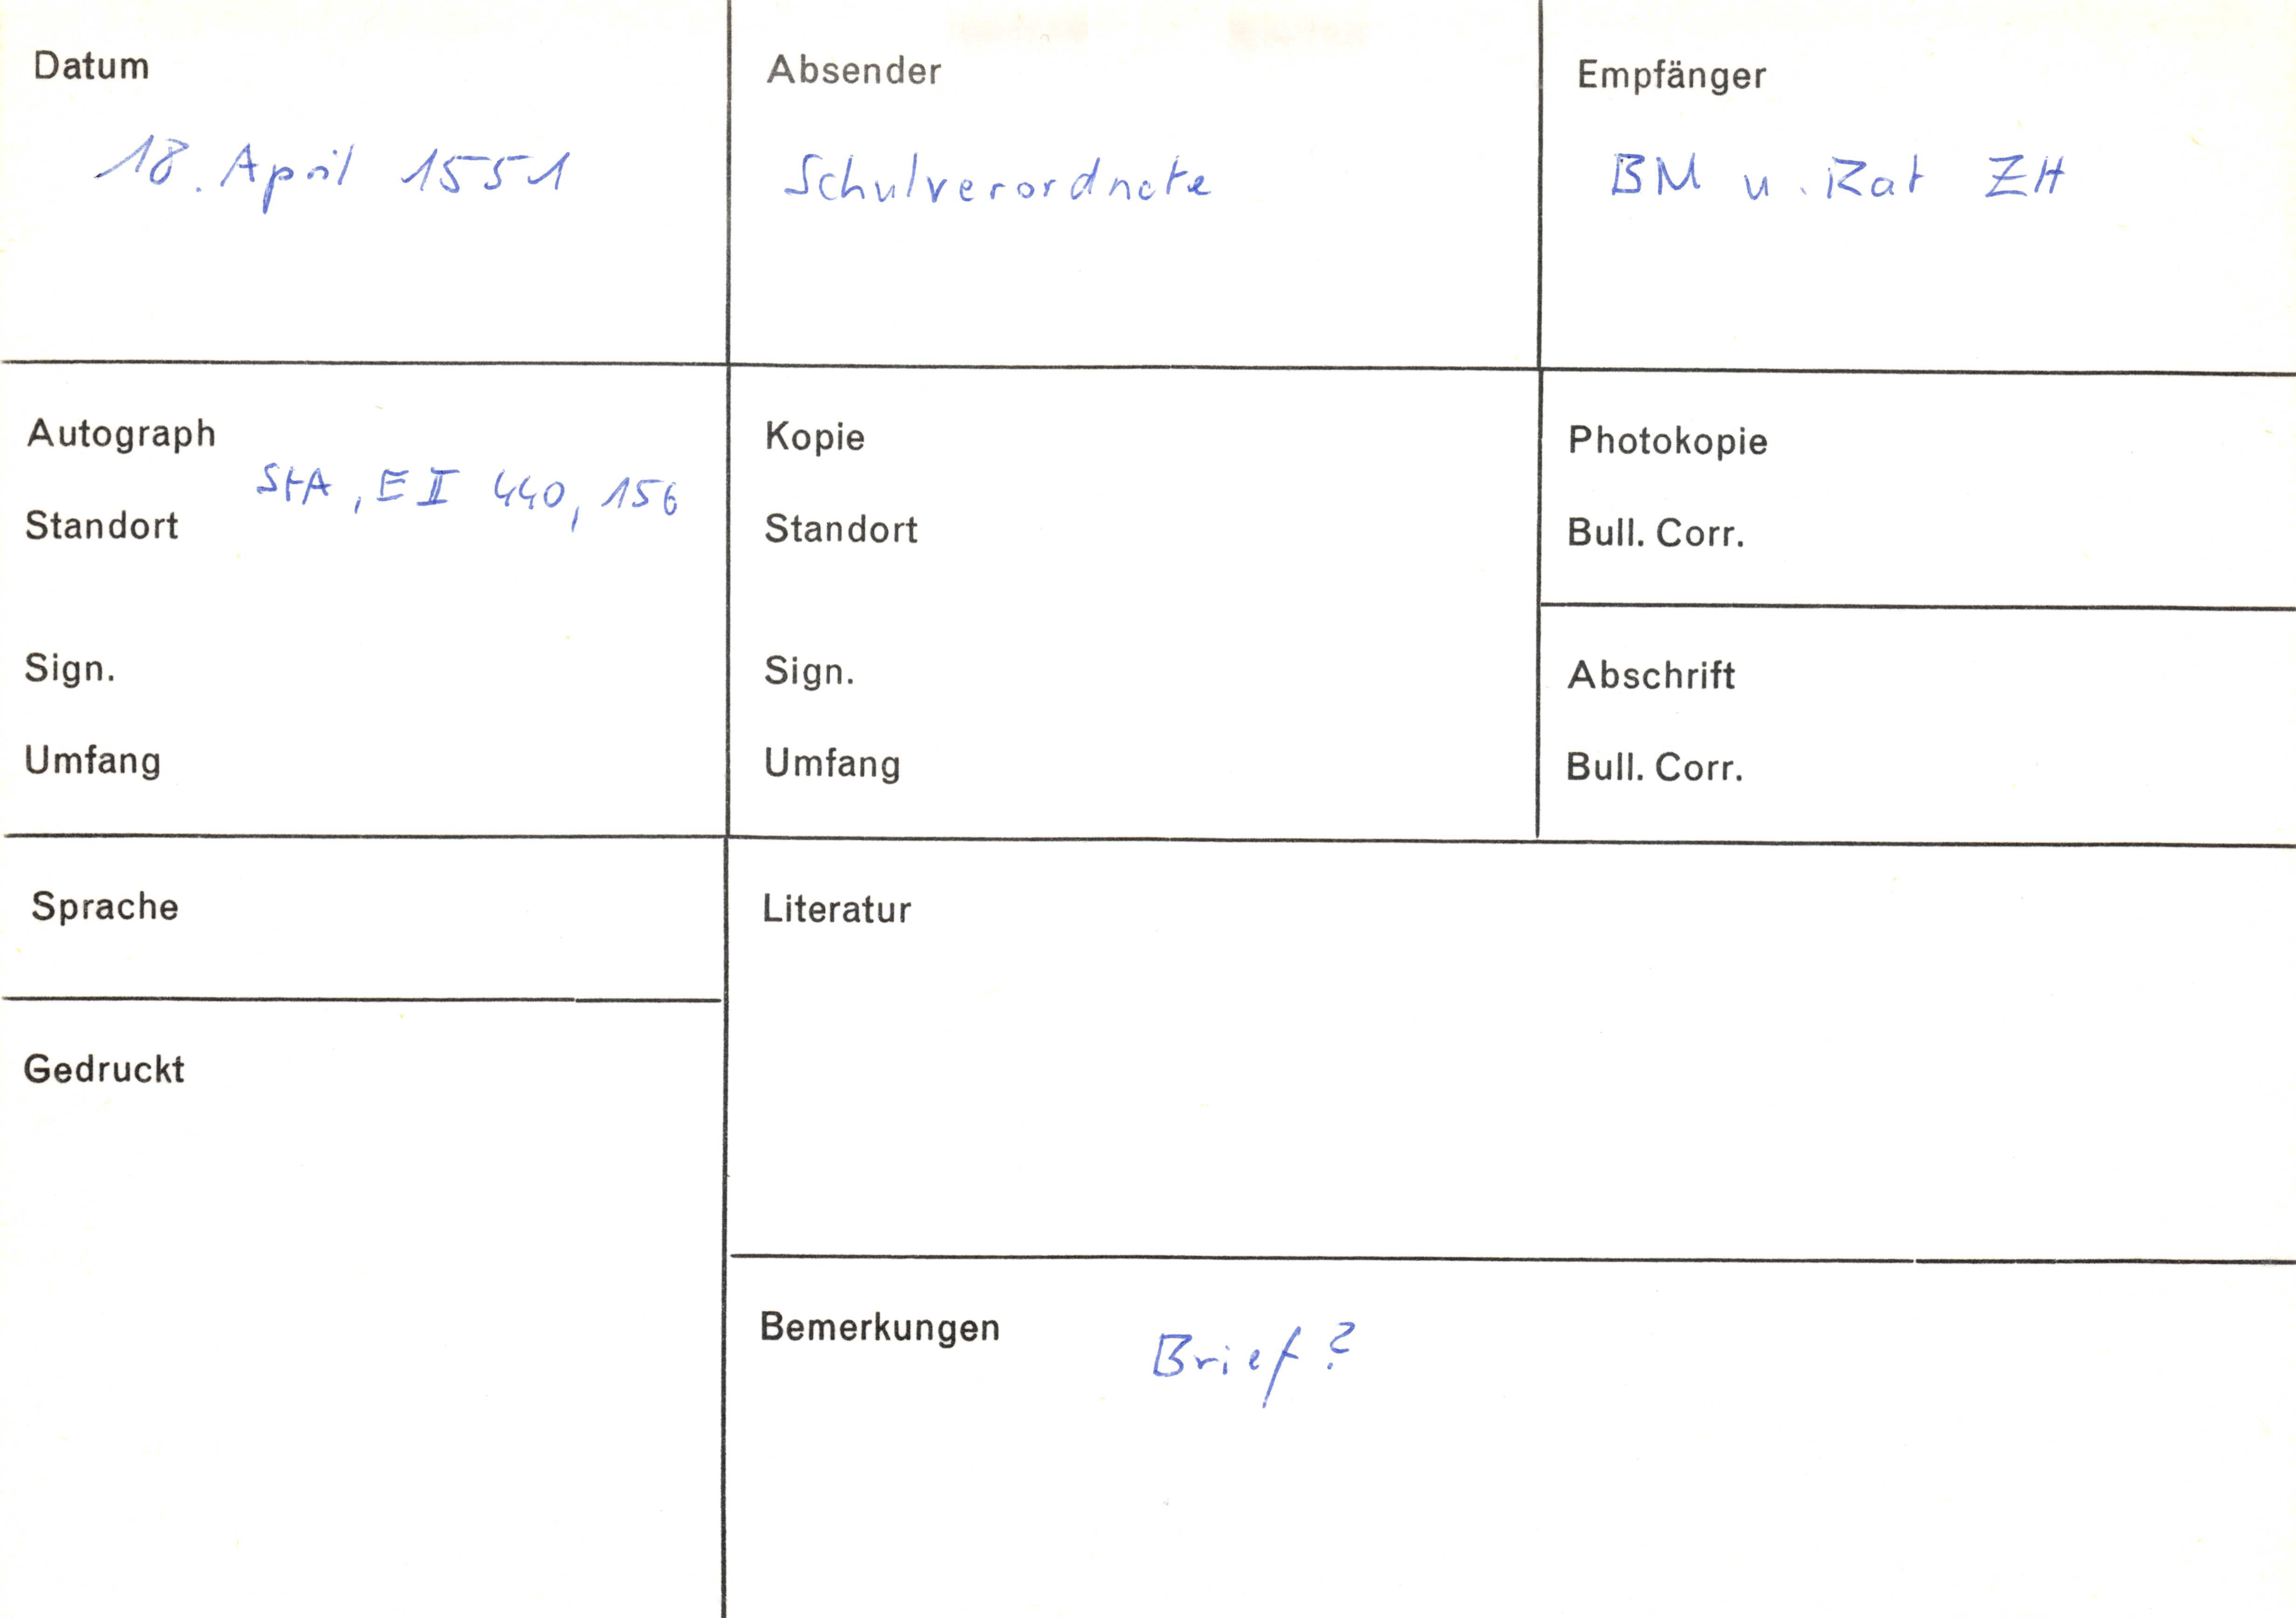 Datum
18. April 1551
Absender
Schulverordnete
Empfänger
BM u. Rat ZH
Autograph
StA, E II 440, 156
Standort
Sign.
Umfang
Kopie
Standort
Sign.
Umfang
Photokopie
Bull. Corr.
Abschrift
Bull. Corr.
Sprache
Gedruckt
Literatur
Bemerkungen
Brief?